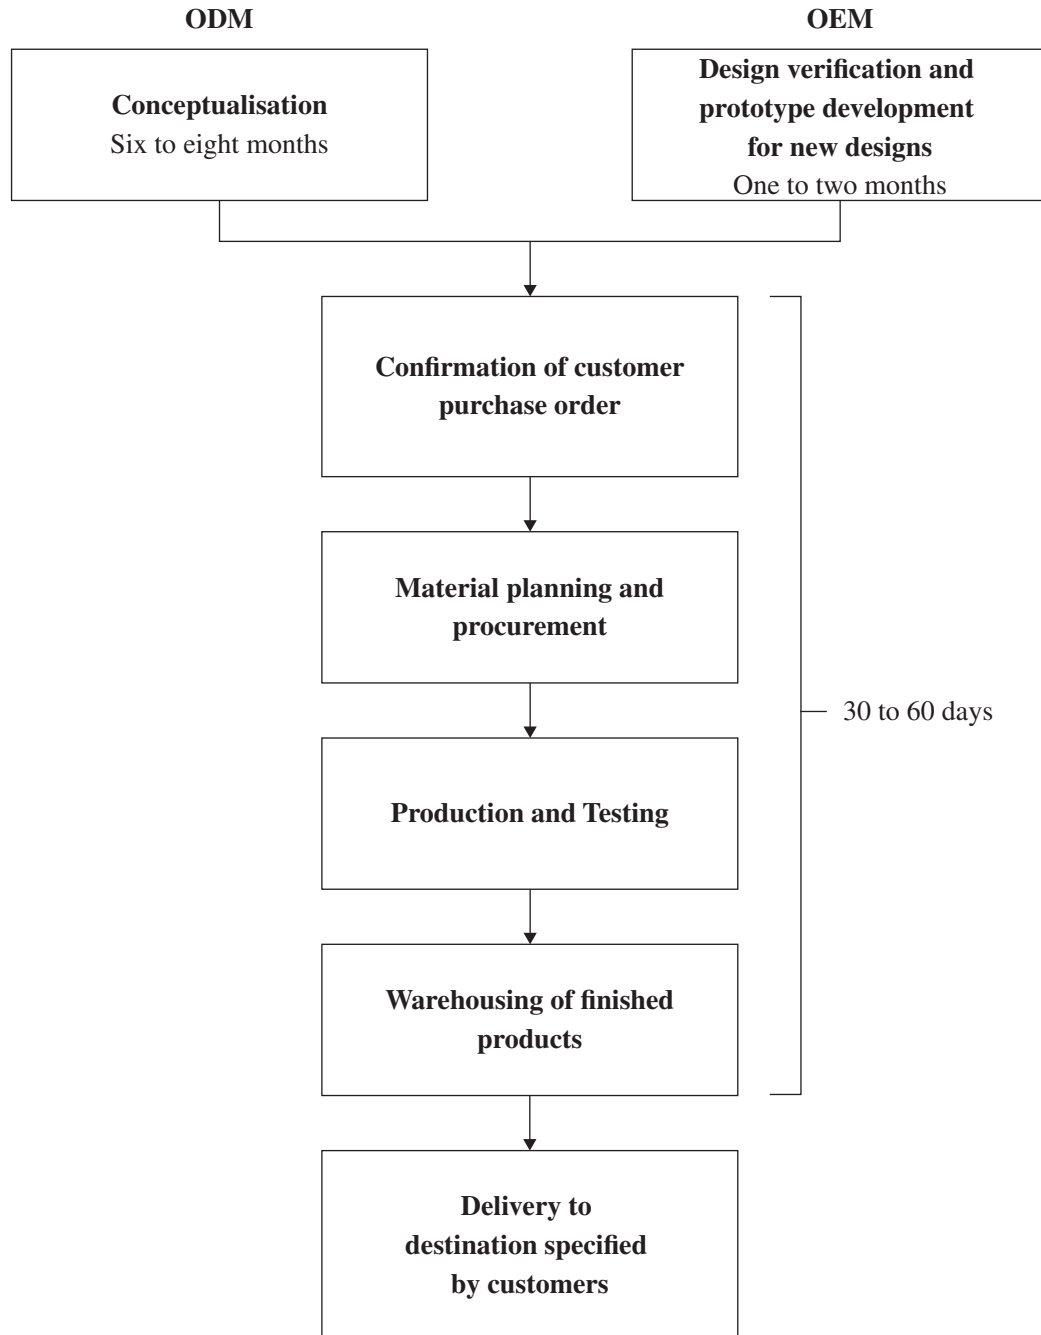 ODM
OEM
Conceptualisation
Six to eight months
Design verification and
prototype development
for new designs
One to two months
Confirmation of customer
purchase order
Material planning and
procurement
30 to 60 days
Production and Testing
Warehousing of finished
products
Delivery to
destination specified
by customers